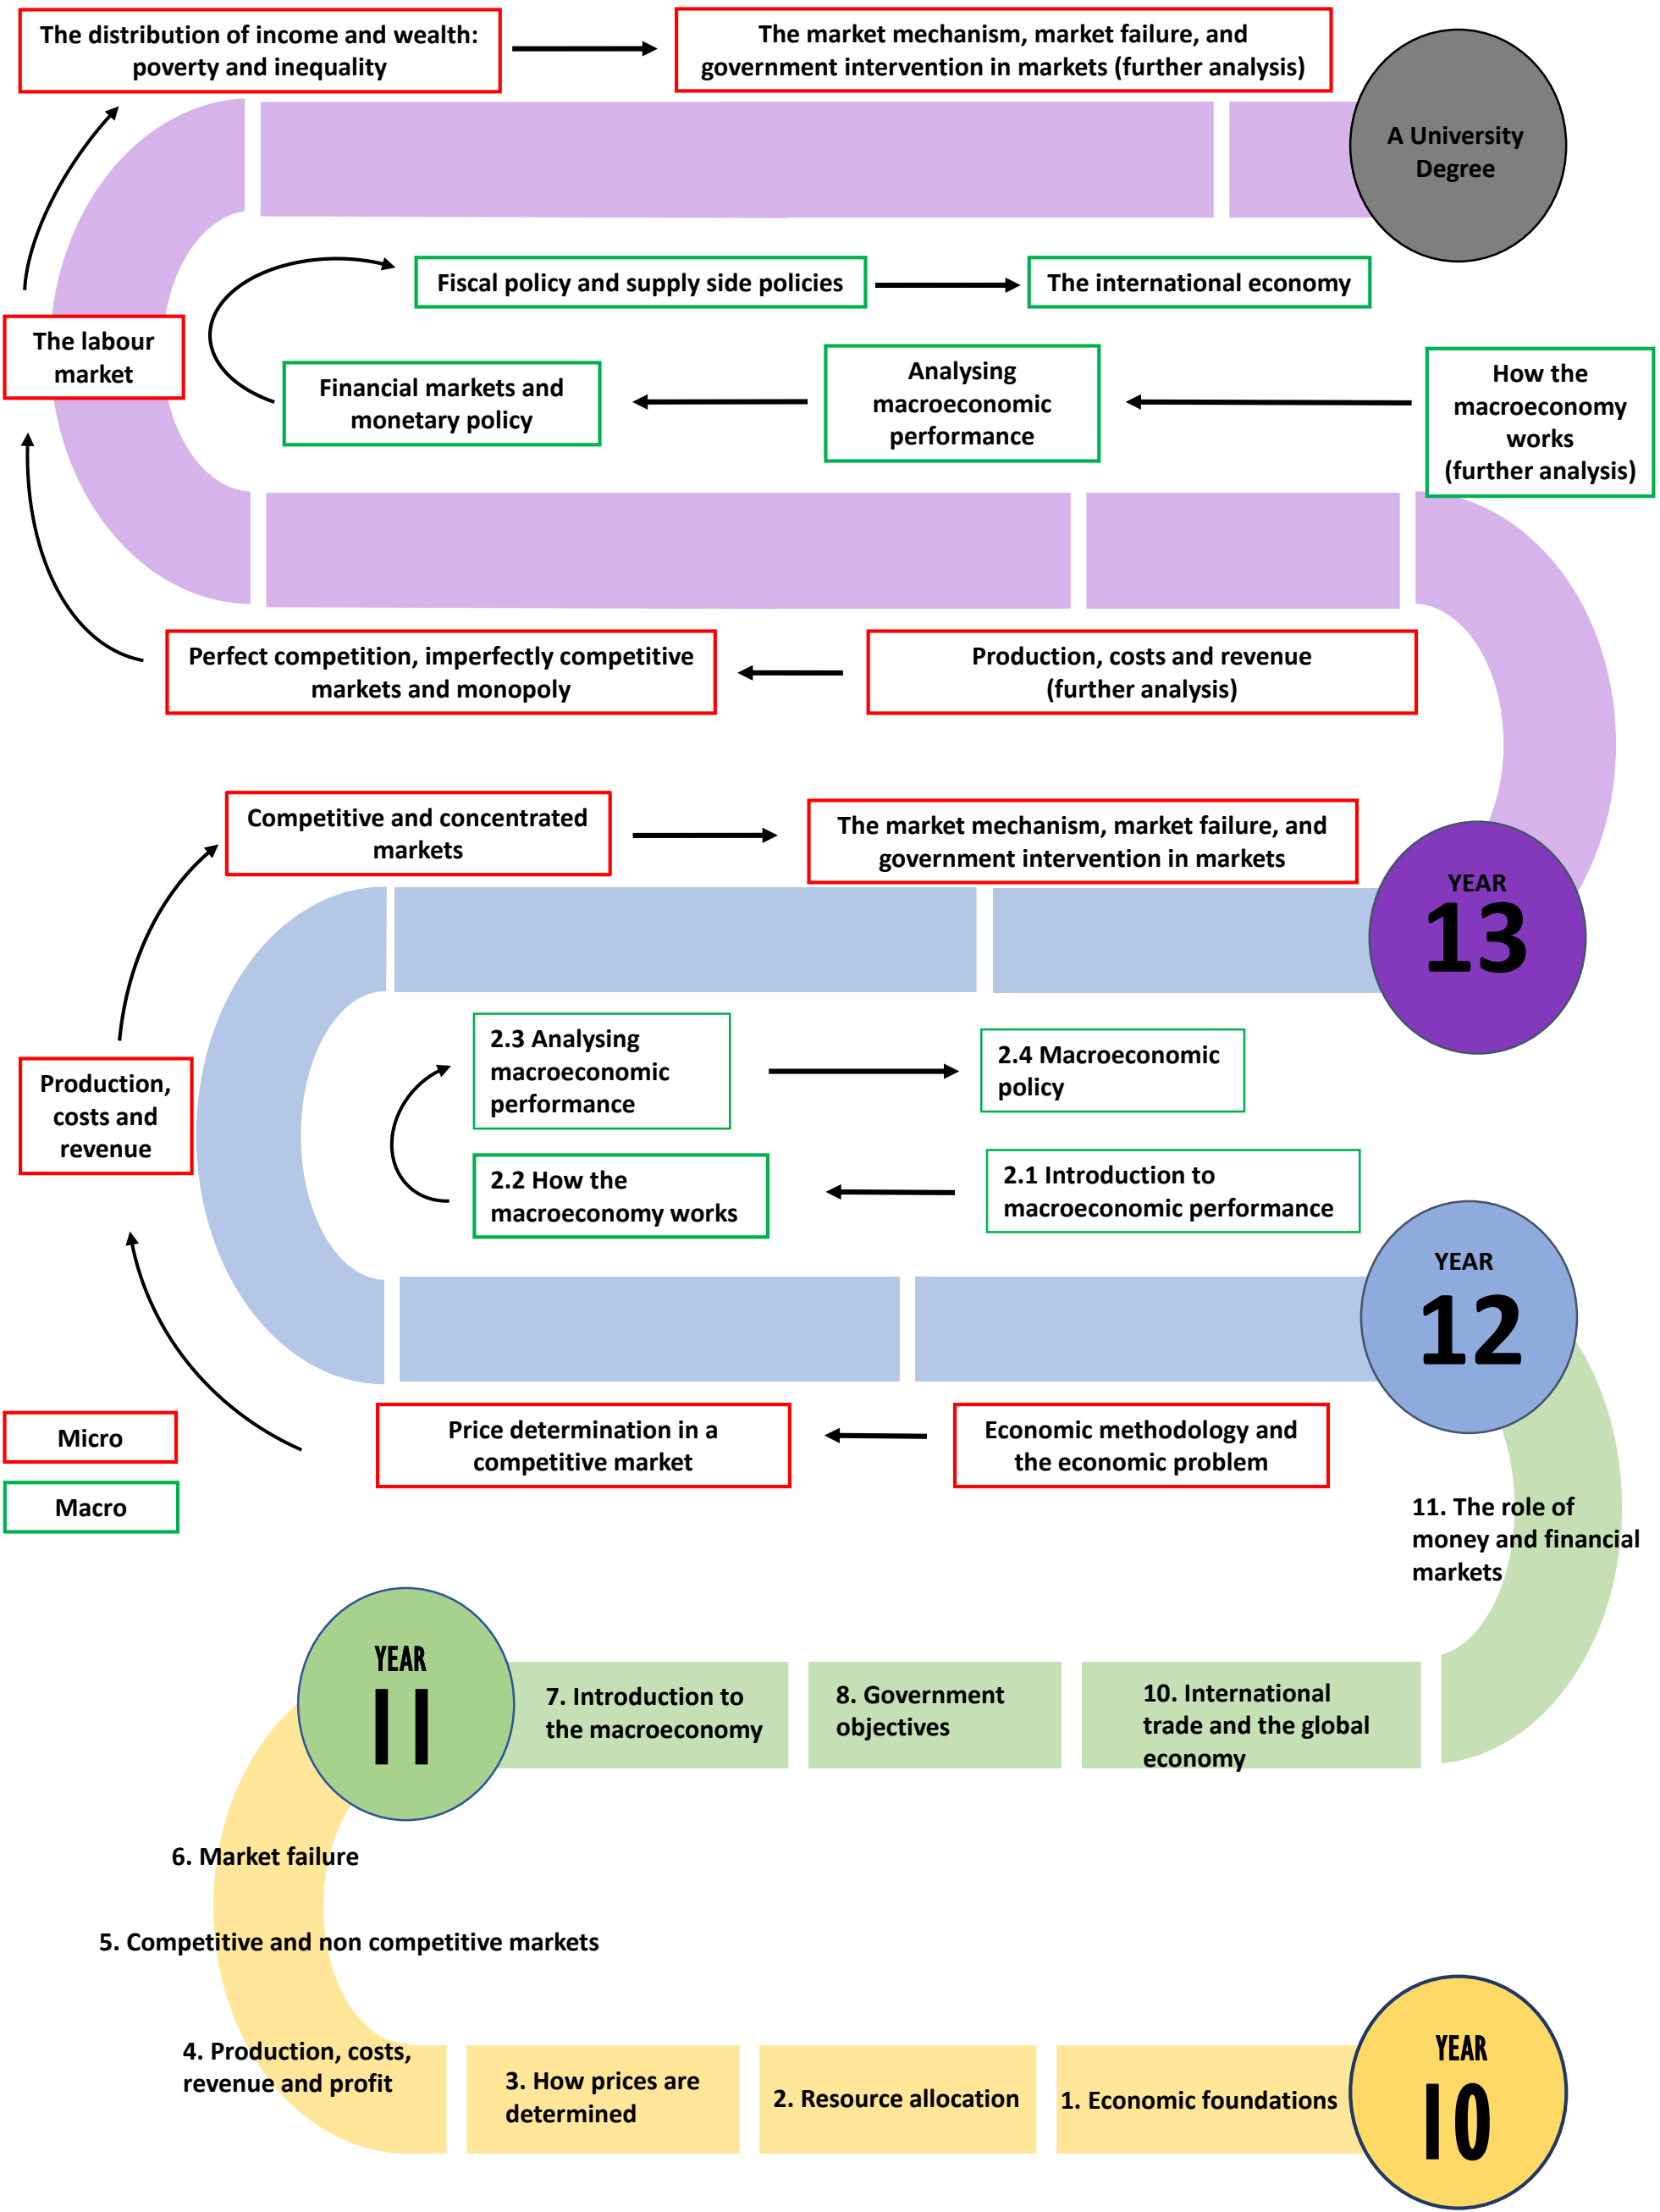 The distribution of income and wealth:
poverty and inequality
The market mechanism, market failure, and
government intervention in markets (further analysis)
A University
Degree
Fiscal policy and supply side policies
The international economy
The labour
market
Financial markets and
monetary policy
Analysing
macroeconomic
performance
How the
macroeconomy
works
(further analysis)
Perfect competition, imperfectly competitive
markets and monopoly
Production, costs and revenue
(further analysis)
Competitive and concentrated
markets
The market mechanism, market failure, and
government intervention in markets
YEAR
13
Production,
costs and
revenue
2.3 Analysing
macroeconomic
performance
2.4 Macroeconomic
policy
2.2 How the
macroeconomy works
2.1 Introduction to
macroeconomic performance
YEAR
12
Micro
Macro
Price determination in a
competitive market
Economic methodology and
the economic problem
11. The role of
money and financial
markets
YEAR
11
7. Introduction to
the macroeconomy
8. Government
objectives
10. International
trade and the global
economy
6. Market failure
5. Competitive and non competitive markets
4. Production, costs,
revenue and profit
3. How prices are
determined
2. Resource allocation
1. Economic foundations
YEAR
10